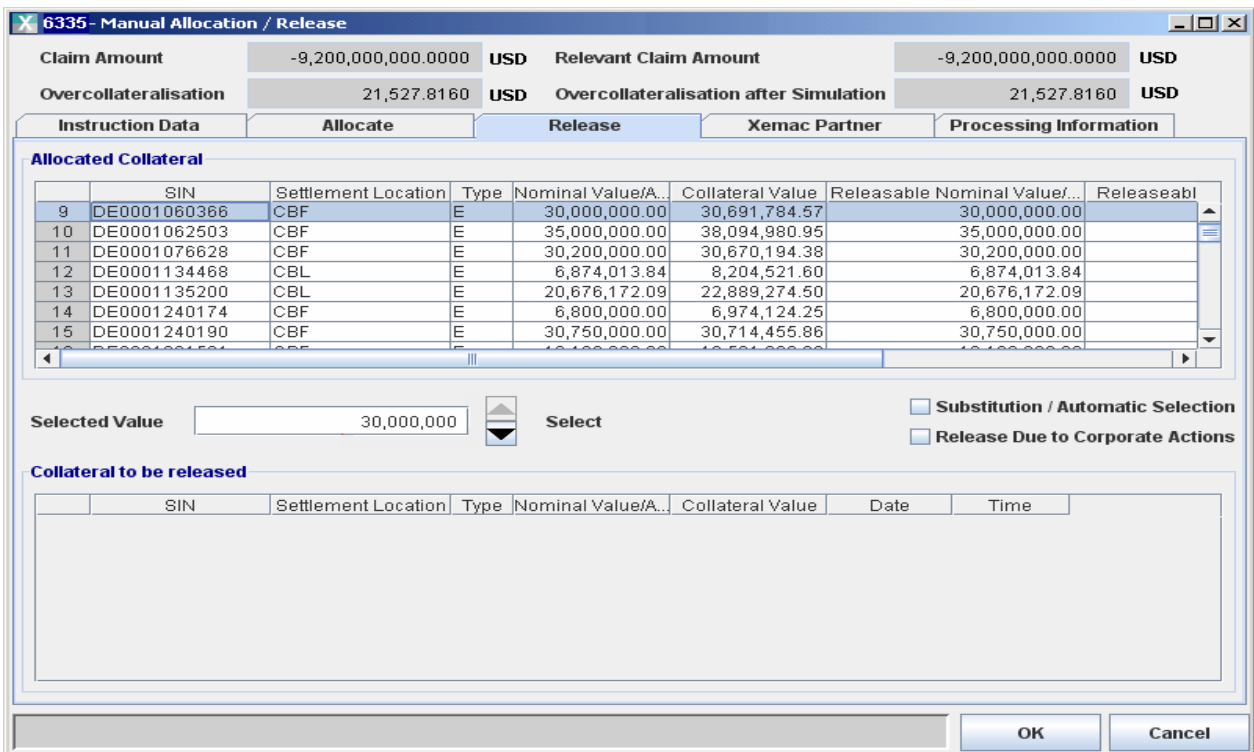 X 6335 - Manual Allocation / Release
Claim Amount -9,200,000,000.0000 USD Relevant Claim Amount -9,200,000,000.0000 USD
Overcollateralisation 21,527.8160 USD Overcollateralisation after Simulation 21,527.8160 USD
Instruction Data Allocate Release Xemac Partner Processing Information
Allocated Collateral
SIN Settlement Location Type Nominal Value/A... Collateral Value Releasable Nominal Value/... Releaseabl
9 DE0001060366 CBF E 30,000,000.00 30,691,784.57 30,000,000.00
10 DE0001062503 CBF E 35,000,000.00 38,094,980.95 35,000,000.00
11 DE0001076628 CBF E 30,200,000.00 30,670,194.38 30,200,000.00
12 DE0001134468 CBL E 6,874,013.84 8,204,521.60 6,874,013.84
13 DE0001135200 CBL E 20,676,172.09 22,889,274.50 20,676,172.09
14 DE0001240174 CBF E 6,800,000.00 6,974,124.25 6,800,000.00
15 DE0001240190 CBF E 30,750,000.00 30,714,455.86 30,750,000.00
Selected Value 30,000,000 Select
Substitution / Automatic Selection
Release Due to Corporate Actions
Collateral to be released
SIN Settlement Location Type Nominal Value/A... Collateral Value Date Time
OK Cancel